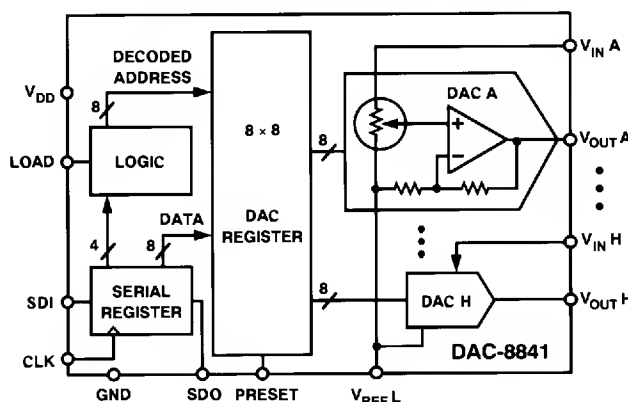 DECODED
ADDRESS
V_DD
8
LOAD
LOGIC
4
8
DATA
SDI
SERIAL
REGISTER
CLK
GND
SDO
PRESET
V_REF L
8 × 8
DAC
REGISTER
8
8
DAC A
+
−
V_IN A
V_OUT A
V_IN H
DAC H
V_OUT H
DAC-8841